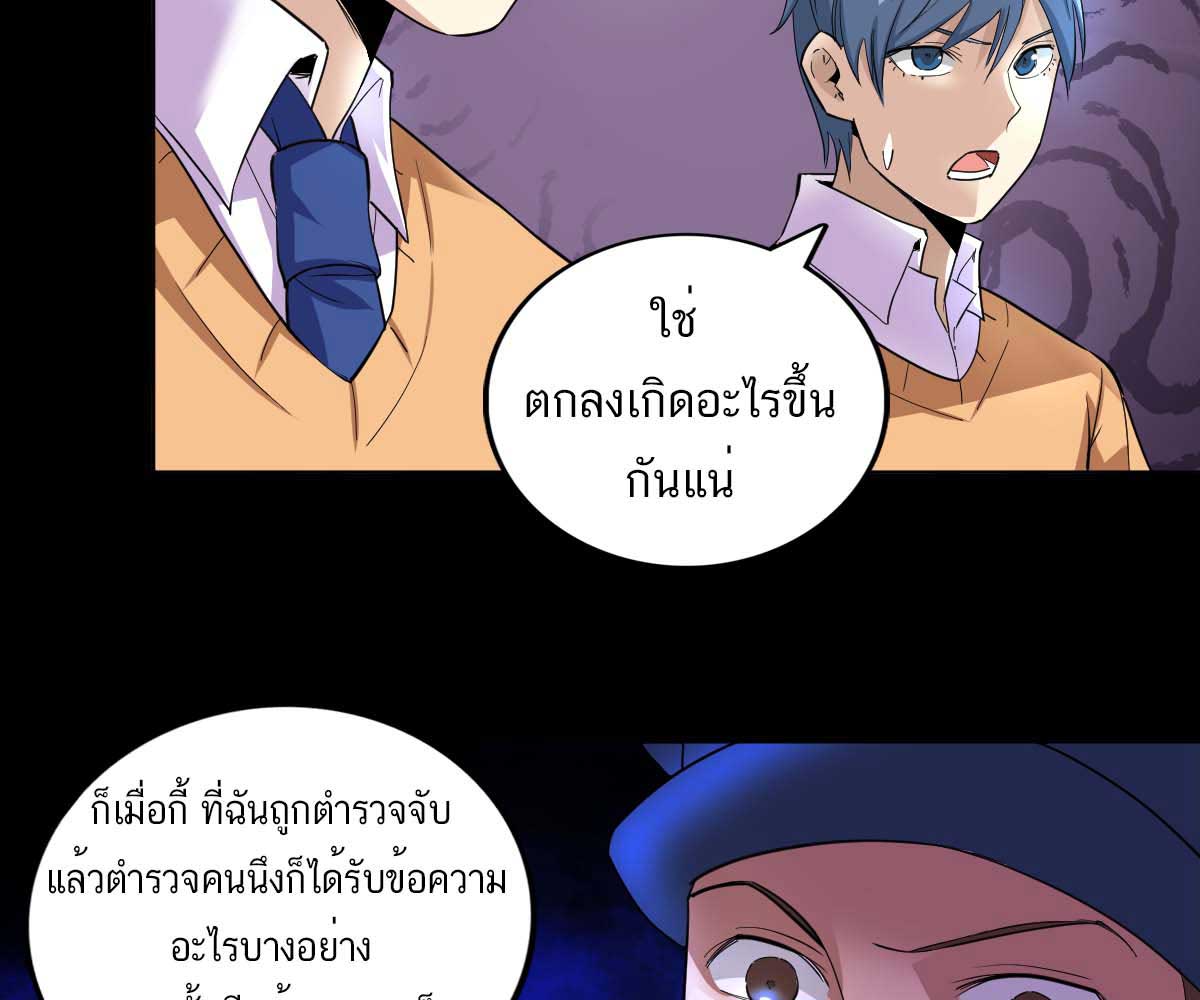 ใช่
ตกลงเกิดอะไรขึ้น
กันแน่
ก็เมื่อกี้ ที่ฉันถูกตำรวจจับ
แล้วตำรวจคนนึงก็ได้รับข้อความ
อะไรบางอย่าง